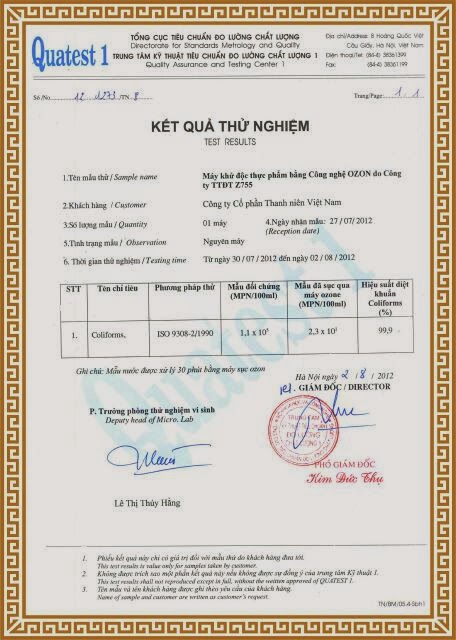 Quatest 1
TỔNG CỤC TIÊU CHUẨN ĐO LƯỜNG CHẤT LƯỢNG
Directorate for Standards Metrology and Quality
TRUNG TÂM KỸ THUẬT TIÊU CHUẨN ĐO LƯỜNG CHẤT LƯỢNG 1
Quality Assurance and Testing Center 1
Địa chỉ/Address: 8 Hoàng Quốc Việt
Cầu Giấy, Hà Nội, Việt Nam
Điện thoại/Tel: (84-4) 38361399
Fax: (84-4) 38361199
Số/No. 12 1273 /TN 8
Trang/Page: 1 . 1
KẾT QUẢ THỬ NGHIỆM
TEST RESULTS
1.Tên mẫu thử / Sample name Máy khử độc thực phẩm bằng Công nghệ OZON do Công ty TTĐT Z755
2.Khách hàng / Customer Công ty Cổ phần Thanh niên Việt Nam
3.Số lượng mẫu / Quantity 01 máy 4.Ngày nhận mẫu: 27 / 07 / 2012
(Reception date)
5.Tình trạng mẫu / Observation Nguyên máy
6. Thời gian thử nghiệm / Testing time Từ ngày 30 / 07 / 2012 đến ngày 02 / 08 / 2012
STT Tên chỉ tiêu Phương pháp thử Mẫu đối chứng (MPN/100ml) Mẫu đã sục qua máy ozone (MPN/100ml) Hiệu suất diệt khuẩn Coliforms (%)
1. Coliforms, ISO 9308-2/1990 1,1 x 10⁵ 2,3 x 10¹ 99,9
Ghi chú: Mẫu nước được xử lý 30 phút bằng máy sục ozon
Hà Nội ngày 2 / 8 / 2012
GIÁM ĐỐC / DIRECTOR
P. Trưởng phòng thử nghiệm vi sinh
Deputy head of Micro. Lab
TRUNG TÂM
ĐO LƯỜNG
PHÓ GIÁM ĐỐC
Kim Đức Thụ
Lê Thị Thúy Hằng
1. Phiếu kết quả này chỉ có giá trị đối với mẫu thử do khách hàng đưa tới.
This test results is value only for samples taken by customer.
2. Không được trích sao một phần kết quả này nếu không được sự đồng ý của trung tâm Kỹ thuật 1.
This test results shall not reproduced except in full, without the written approved of QUATEST 1.
3. Tên mẫu và tên khách hàng được ghi theo yêu cầu của khách hàng.
Name of sample and customer are written as customer's request.
TN/BM/05.4-5bh1
Quatest 1